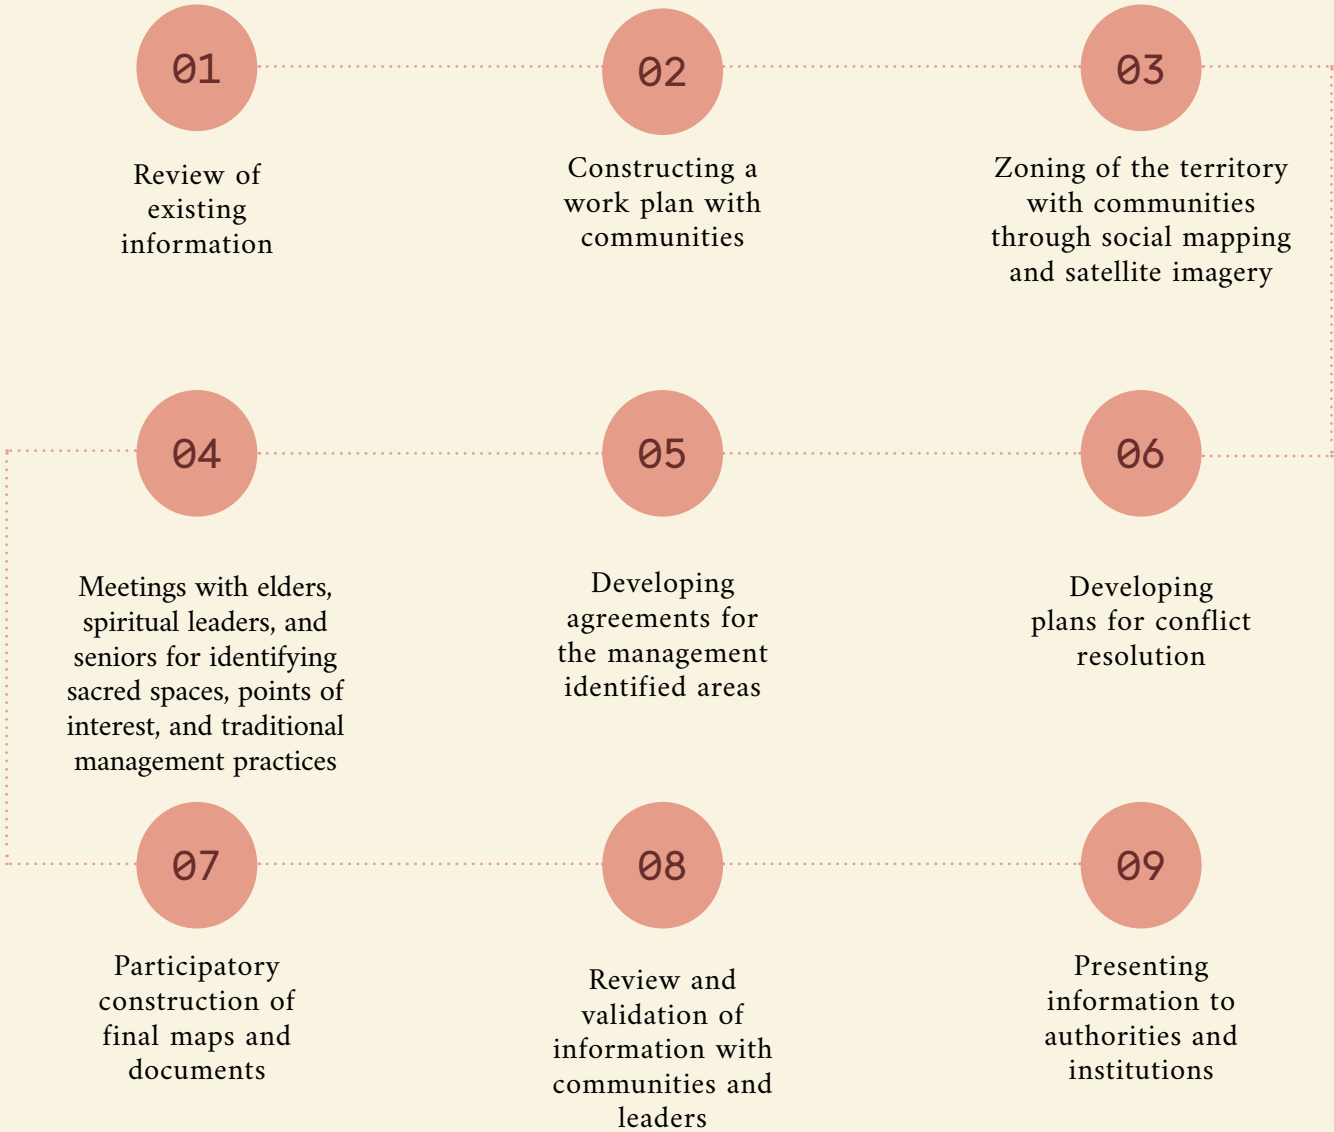 01
Review of
existing
information
02
Constructing a
work plan with
communities
03
Zoning of the territory
with communities
through social mapping
and satellite imagery
04
Meetings with elders,
spiritual leaders, and
seniors for identifying
sacred spaces, points of
interest, and traditional
management practices
05
Developing
agreements for
the management
identified areas
06
Developing
plans for conflict
resolution
07
Participatory
construction of
final maps and
documents
08
Review and
validation of
information with
communities and
leaders
09
Presenting
information to
authorities and
institutions